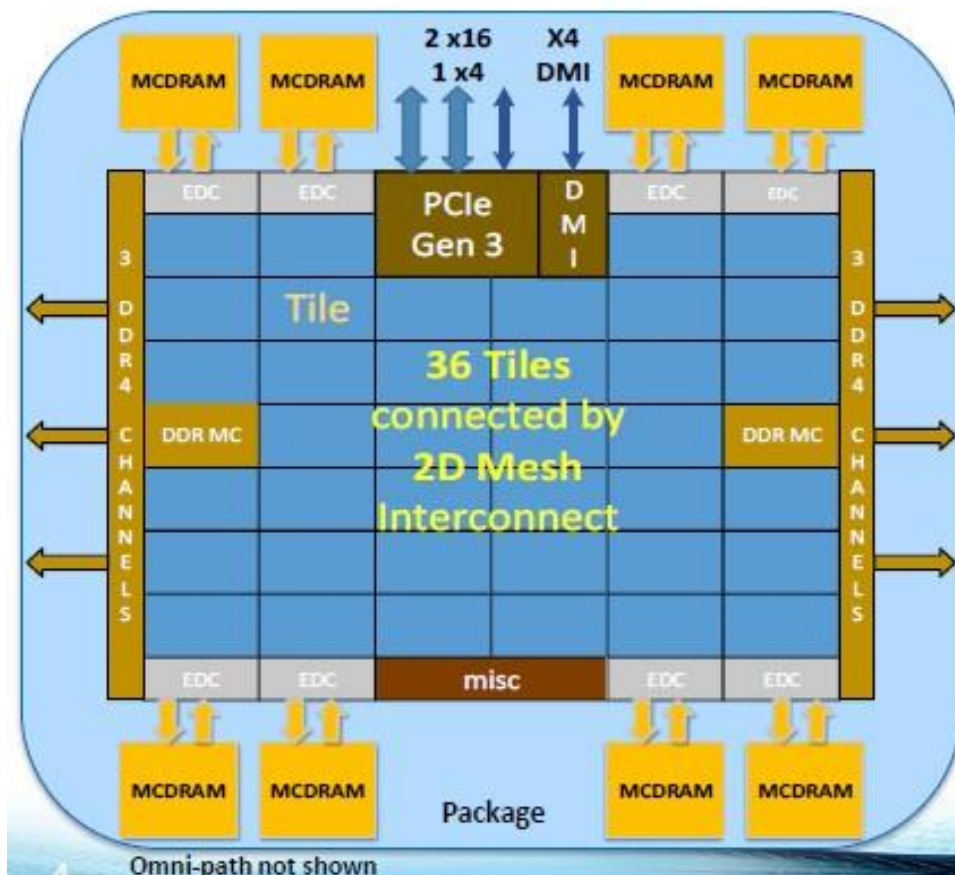 2 x16
1 x4
X4
DMI
MCDRAM
MCDRAM
MCDRAM
MCDRAM
EDC
EDC
PCIe
Gen 3
DMI
EDC
EDC
3 DDR4 CHANNELS
3 DDR4 CHANNELS
Tile
36 Tiles
connected by
2D Mesh
Interconnect
DDR MC
DDR MC
EDC
EDC
misc
EDC
EDC
MCDRAM
MCDRAM
MCDRAM
MCDRAM
Package
Omni-path not shown